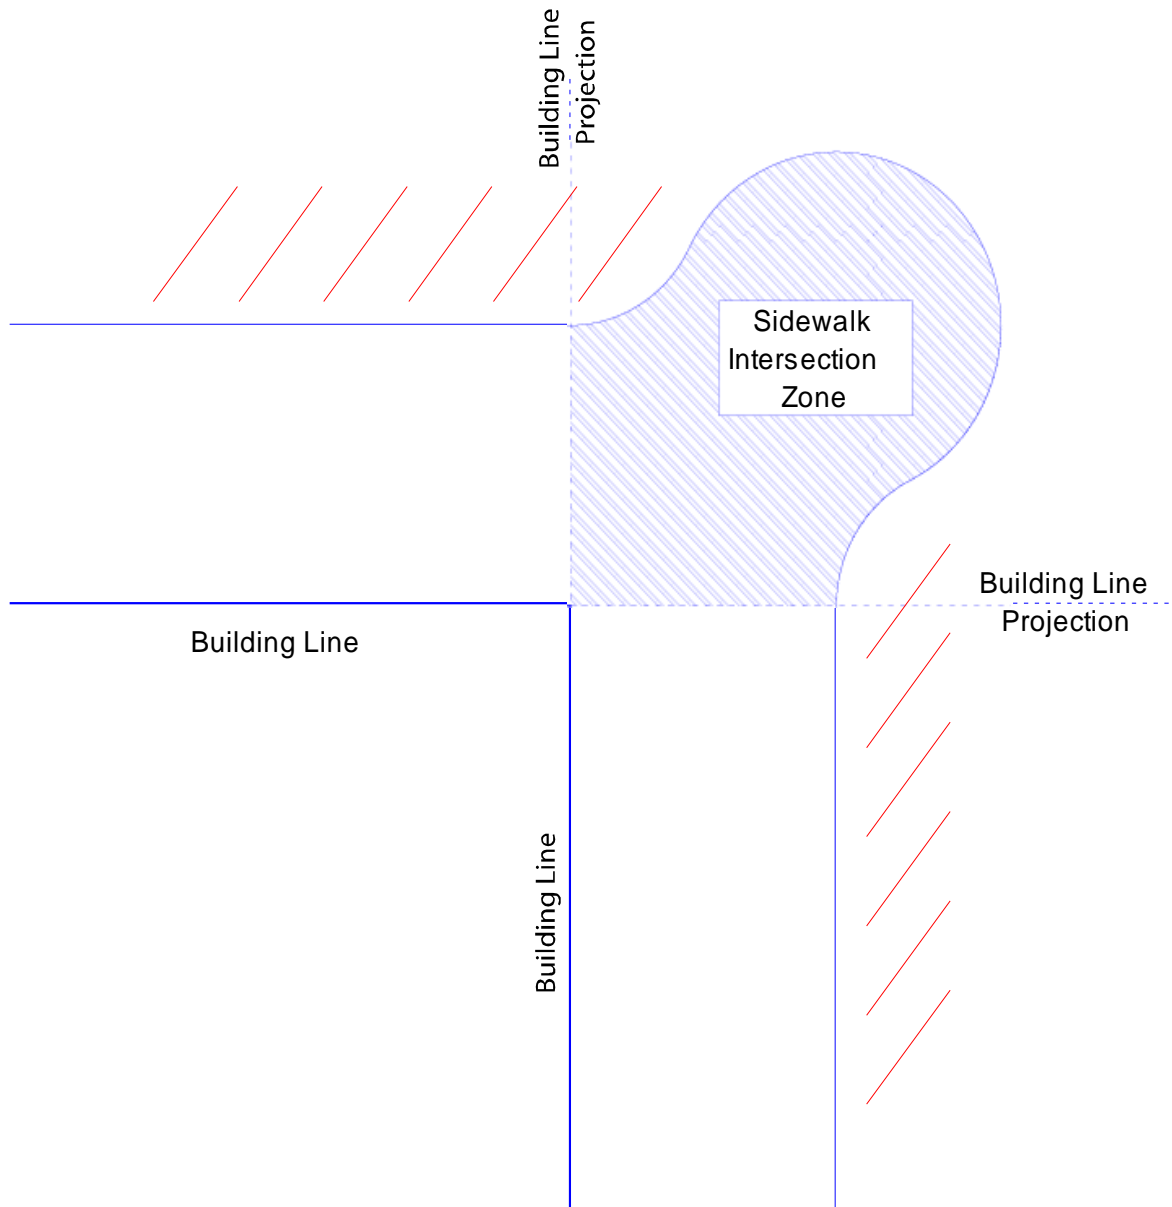 Building Line
Projection
Sidewalk
Intersection
Zone
Building Line
Projection
Building Line
Building Line